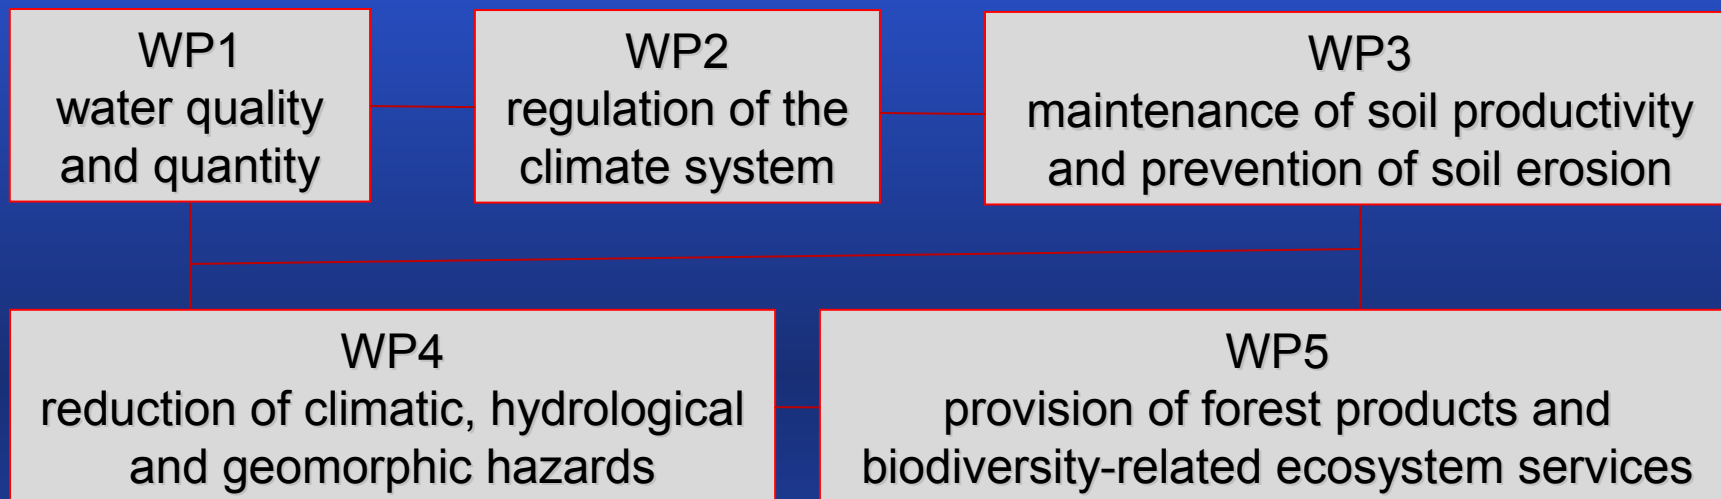 WP1
water quality
and quantity
WP2
regulation of the
climate system
WP3
maintenance of soil productivity
and prevention of soil erosion
WP4
reduction of climatic, hydrological
and geomorphic hazards
WP5
provision of forest products and
biodiversity-related ecosystem services